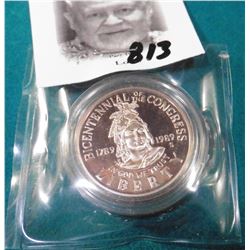 813
BICENTENNIAL OF THE CONGRESS
1789 1989
S
IN GOD WE TRUST
LIBERTY